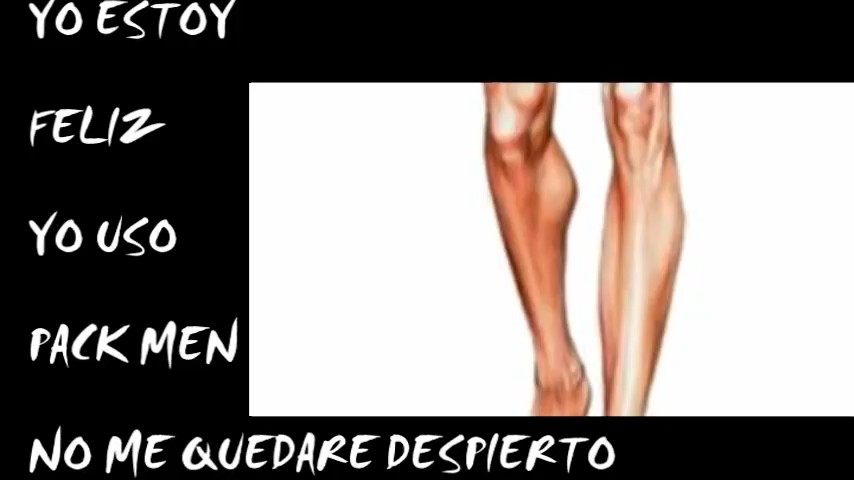 YO ESTOY
FELIZ
YO USO
PACK MEN
NO ME QUEDARE DESPIERTO